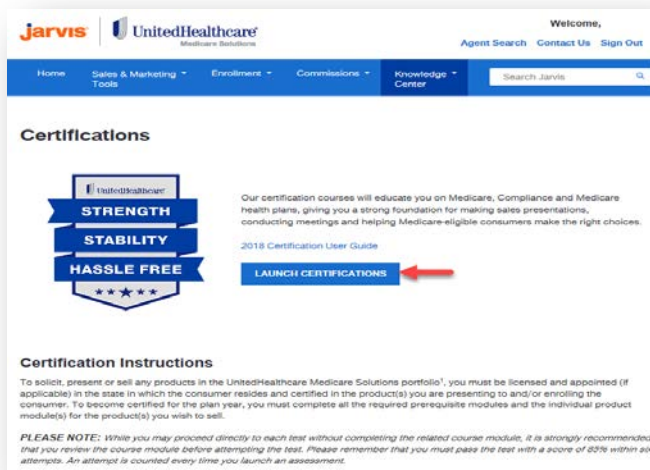 jarvis UnitedHealthcare
Medicare Solutions
Welcome,
Agent Search Contact Us Sign Out
Home Sales & Marketing Tools Enrollment Commissions Knowledge Center Search Jarvis
Certifications
UnitedHealthcare
STRENGTH
STABILITY
HASSLE FREE
Our certification courses will educate you on Medicare, Compliance and Medicare
health plans, giving you a strong foundation for making sales presentations,
conducting meetings and helping Medicare-eligible consumers make the right choices.
2018 Certification User Guide
LAUNCH CERTIFICATIONS
Certification Instructions
To solicit, present or sell any products in the UnitedHealthcare Medicare Solutions portfolio¹, you must be licensed and appointed (if
applicable) in the state in which the consumer resides and certified in the product(s) you are presenting to and/or enrolling the
consumer. To become certified for the plan year, you must complete all the required prerequisite modules and the individual product
module(s) for the product(s) you wish to sell.
PLEASE NOTE: While you may proceed directly to each test without completing the related course module, it is strongly recommended
that you review the course module before attempting the test. Please remember that you must pass the test with a score of 85% within six
attempts. An attempt is counted every time you launch an assessment.